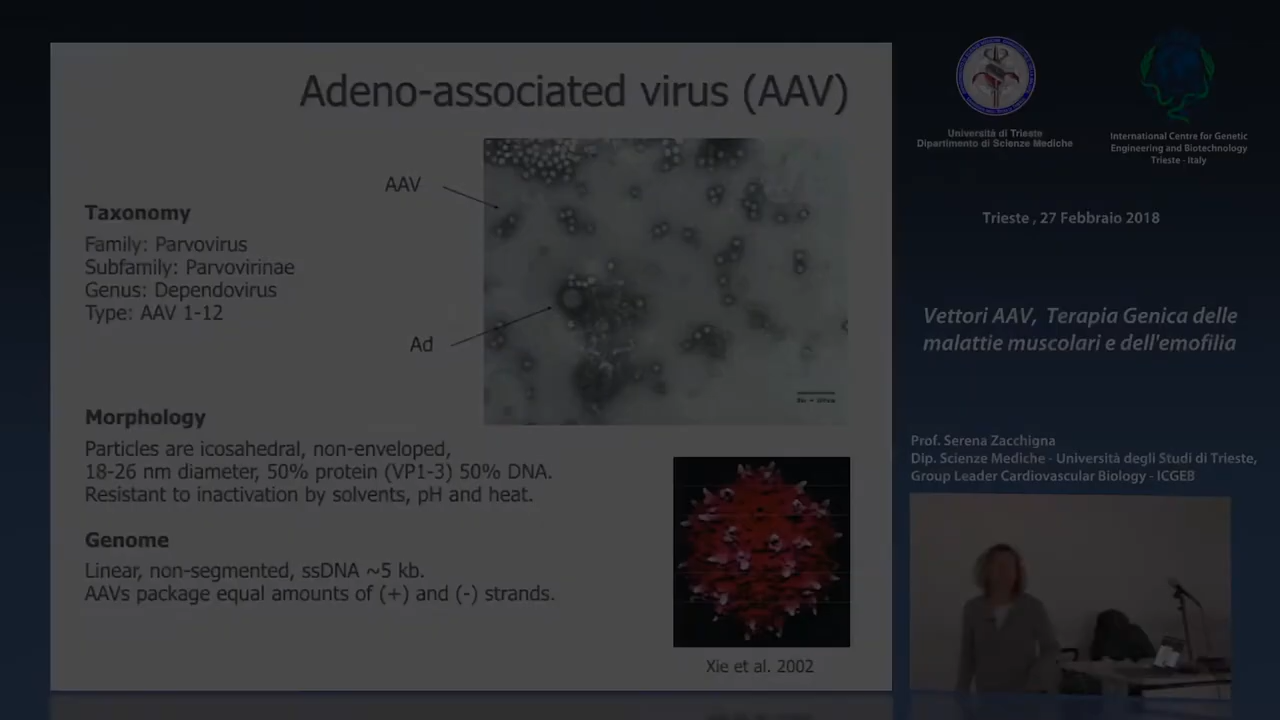 Adeno-associated virus (AAV)
AAV
Taxonomy
Family: Parvovirus
Subfamily: Parvovirinae
Genus: Dependovirus
Type: AAV 1-12
Ad
Morphology
Particles are icosahedral, non-enveloped,
18-26 nm diameter, 50% protein (VP1-3) 50% DNA.
Resistant to inactivation by solvents, pH and heat.
Genome
Linear, non-segmented, ssDNA ~5 kb.
AAVs package equal amounts of (+) and (-) strands.
Xie et al. 2002
Università di Trieste
Dipartimento di Scienze Mediche
International Centre for Genetic
Engineering and Biotechnology
Trieste - Italy
Trieste , 27 Febbraio 2018
Vettori AAV, Terapia Genica delle
malattie muscolari e dell'emofilia
Prof. Serena Zacchigna
Dip. Scienze Mediche - Università degli Studi di Trieste,
Group Leader Cardiovascular Biology - ICGEB